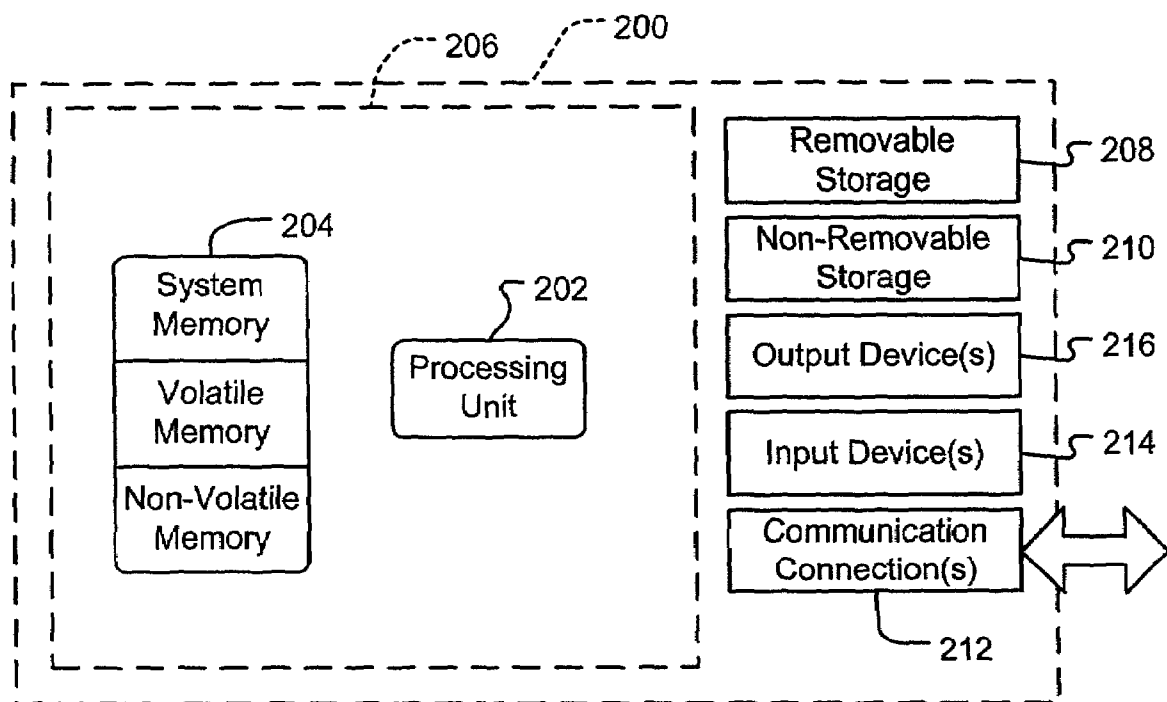 206
200
Removable
Storage
208
Non-Removable
Storage
210
204
System
Memory
Volatile
Memory
Non-Volatile
Memory
202
Processing
Unit
Output Device(s)
216
Input Device(s)
214
Communication
Connection(s)
212